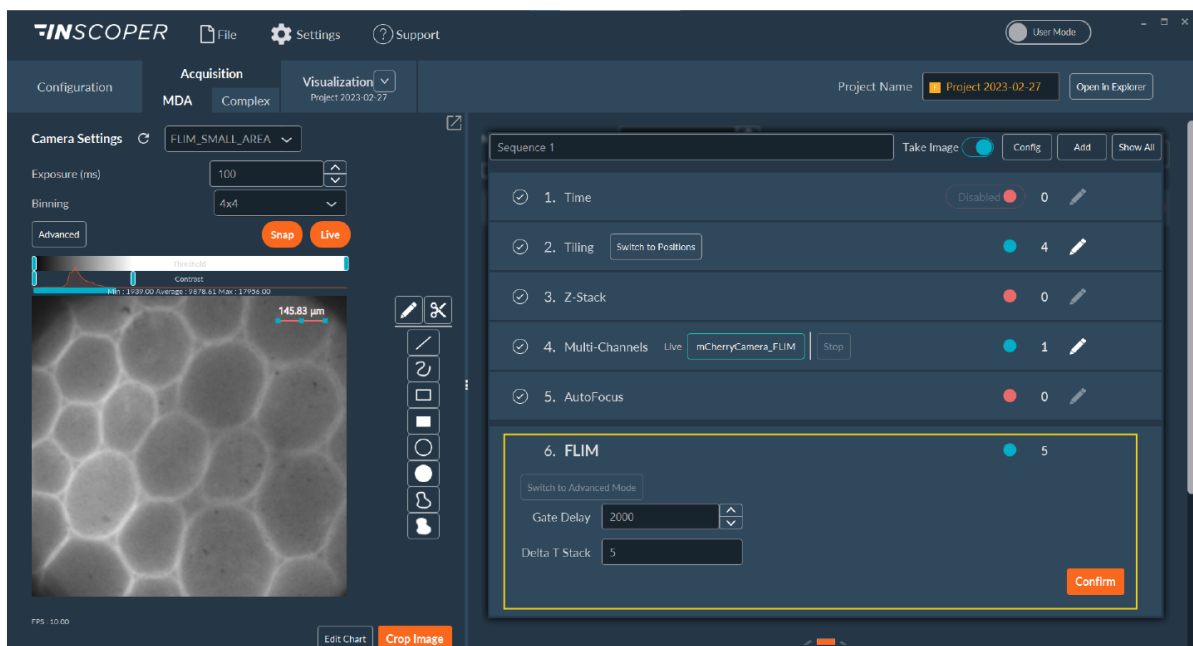 INSCOPER
File
Settings
? Support
User Mode
Configuration
Acquisition
MDA
Complex
Visualization
Project 2023-02-27
Project Name
Project 2023-02-27
Open in Explorer
Camera Settings
FLIM_SMALL_AREA
Exposure (ms)
100
Binning
4x4
Advanced
Snap
Live
Threshold
Contrast
Min : 1939.00 Average : 9878.61 Max : 17956.00
145.83 µm
FPS : 10.00
Edit Chart
Crop Image
Sequence 1
Take Image
Config
Add
Show All
1. Time
Disabled
0
2. Tiling
Switch to Positions
4
3. Z-Stack
0
4. Multi-Channels
Live
mCherryCamera_FLIM
Stop
1
5. AutoFocus
0
6. FLIM
5
Switch to Advanced Mode
Gate Delay
2000
Delta T Stack
5
Confirm